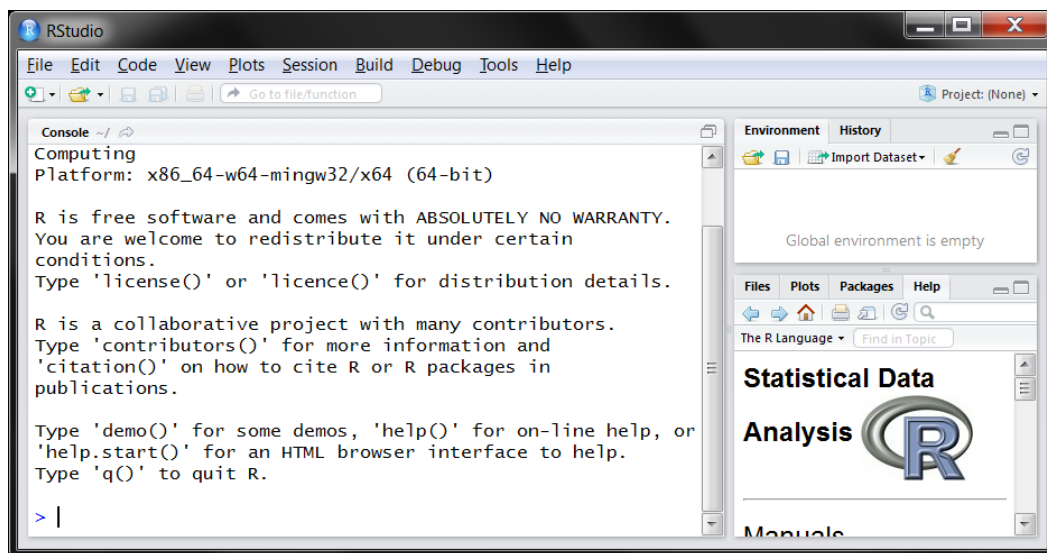 RStudio
File Edit Code View Plots Session Build Debug Tools Help
Go to file/function
Project: (None)
Console ~/
Computing
Platform: x86_64-w64-mingw32/x64 (64-bit)
R is free software and comes with ABSOLUTELY NO WARRANTY.
You are welcome to redistribute it under certain
conditions.
Type 'license()' or 'licence()' for distribution details.
R is a collaborative project with many contributors.
Type 'contributors()' for more information and
'citation()' on how to cite R or R packages in
publications.
Type 'demo()' for some demos, 'help()' for on-line help, or
'help.start()' for an HTML browser interface to help.
Type 'q()' to quit R.
>
Environment History
Import Dataset
Global environment is empty
Files Plots Packages Help
The R Language Find in Topic
Statistical Data
Analysis R
Manuals